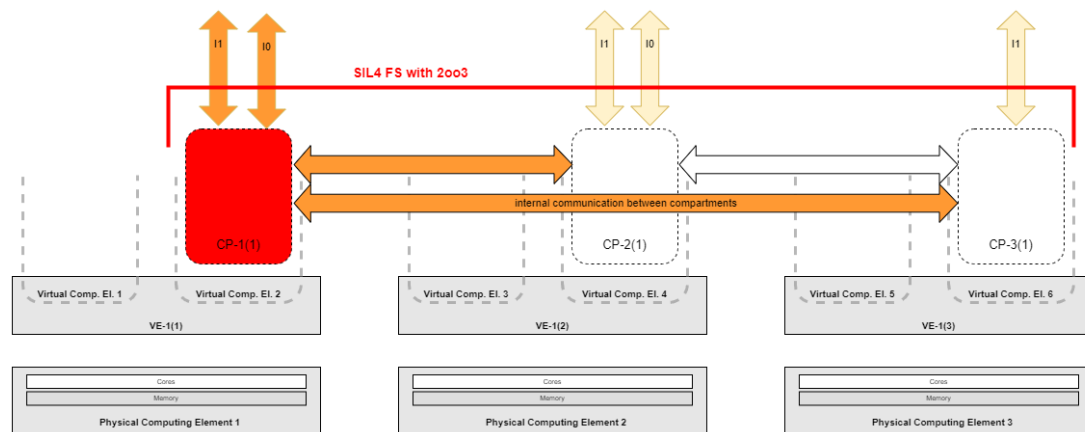 I1
I0
I1
I0
I1
SIL4 FS with 2oo3
internal communication between compartments
CP-1(1)
CP-2(1)
CP-3(1)
Virtual Comp. El. 1
Virtual Comp. El. 2
Virtual Comp. El. 3
Virtual Comp. El. 4
Virtual Comp. El. 5
Virtual Comp. El. 6
VE-1(1)
VE-1(2)
VE-1(3)
Cores
Cores
Cores
Memory
Memory
Memory
Physical Computing Element 1
Physical Computing Element 2
Physical Computing Element 3